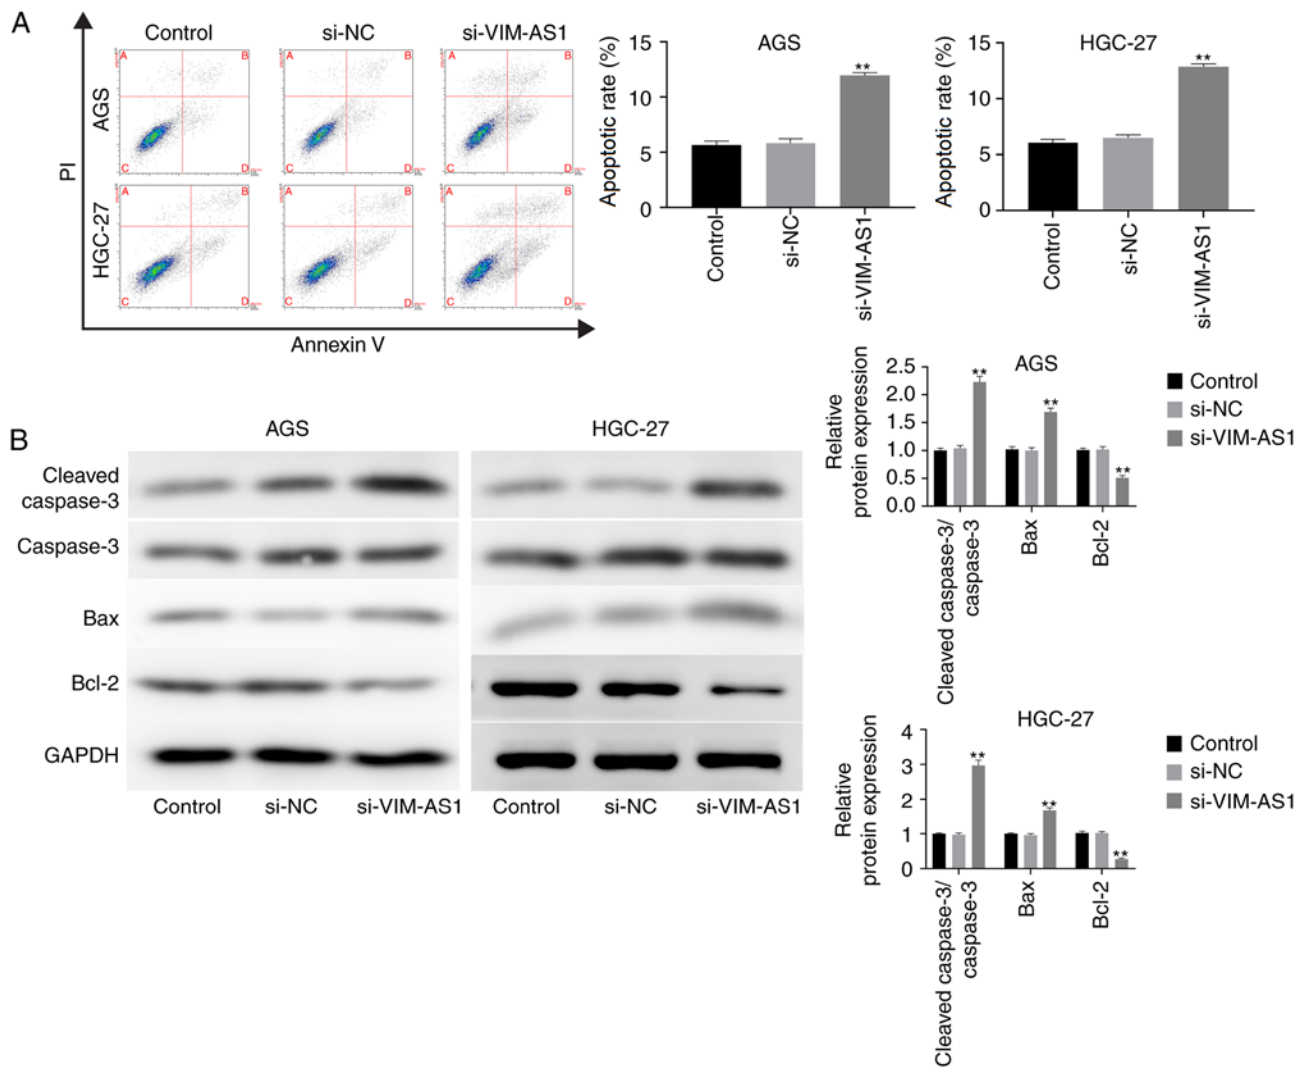 A
Control
si-NC
si-VIM-AS1
PI
AGS
A
B
C
D
A
B
C
D
A
B
C
D
HGC-27
A
B
C
D
A
B
C
D
A
B
C
D
Annexin V
AGS
Apoptotic rate (%)
15
10
5
0
Control
si-NC
si-VIM-AS1
**
HGC-27
Apoptotic rate (%)
15
10
5
0
Control
si-NC
si-VIM-AS1
**
B
AGS
HGC-27
Cleaved
caspase-3
Caspase-3
Bax
Bcl-2
GAPDH
Control
si-NC
si-VIM-AS1
Control
si-NC
si-VIM-AS1
AGS
Relative
protein expression
2.5
2.0
1.5
1.0
0.5
0.0
**
**
**
Cleaved caspase-3/
caspase-3
Bax
Bcl-2
Control
si-NC
si-VIM-AS1
HGC-27
Relative
protein expression
4
3
2
1
0
**
**
**
Cleaved caspase-3/
caspase-3
Bax
Bcl-2
Control
si-NC
si-VIM-AS1